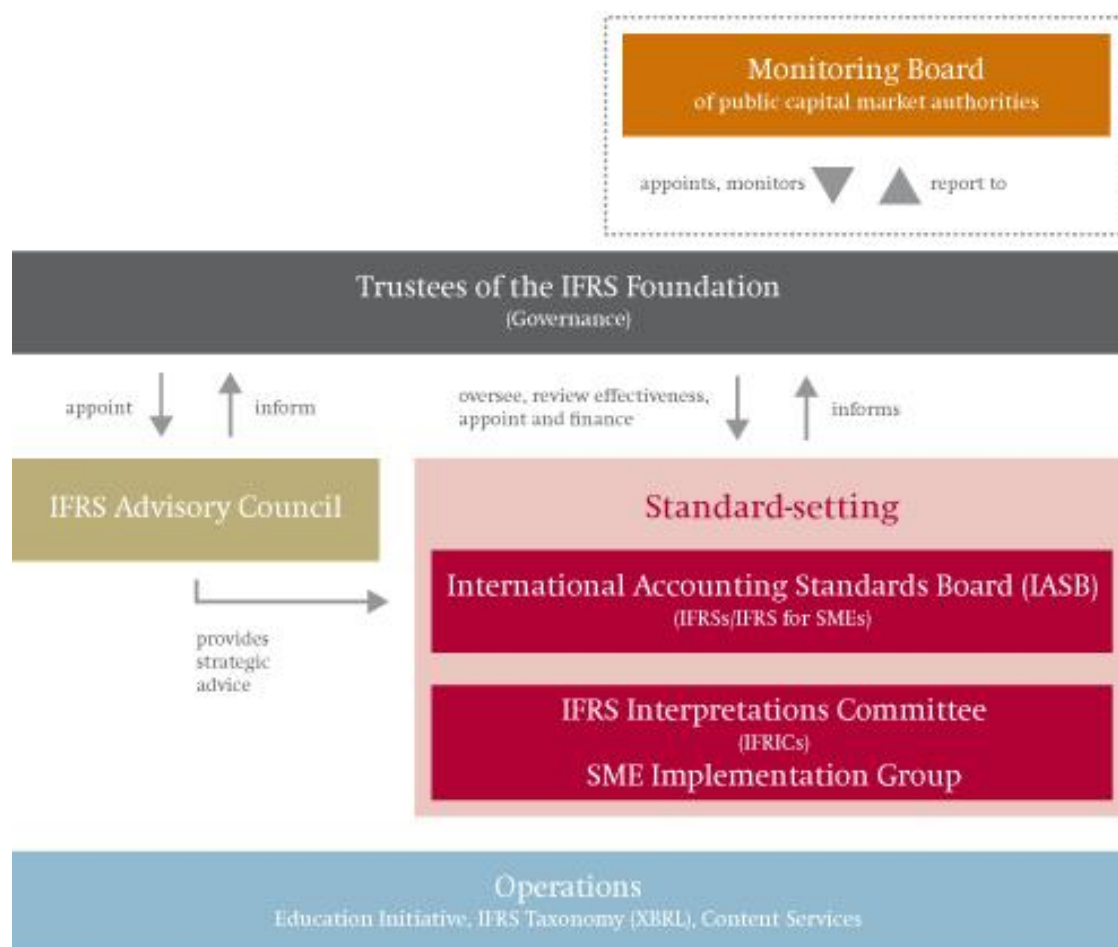 Monitoring Board
of public capital market authorities
appoints, monitors
report to
Trustees of the IFRS Foundation
(Governance)
appoint
inform
oversee, review effectiveness,
appoint and finance
informs
IFRS Advisory Council
Standard-setting
International Accounting Standards Board (IASB)
(IFRSs/IFRS for SMEs)
provides
strategic
advice
IFRS Interpretations Committee
(IFRICs)
SME Implementation Group
Operations
Education Initiative, IFRS Taxonomy (XBRL), Content Services